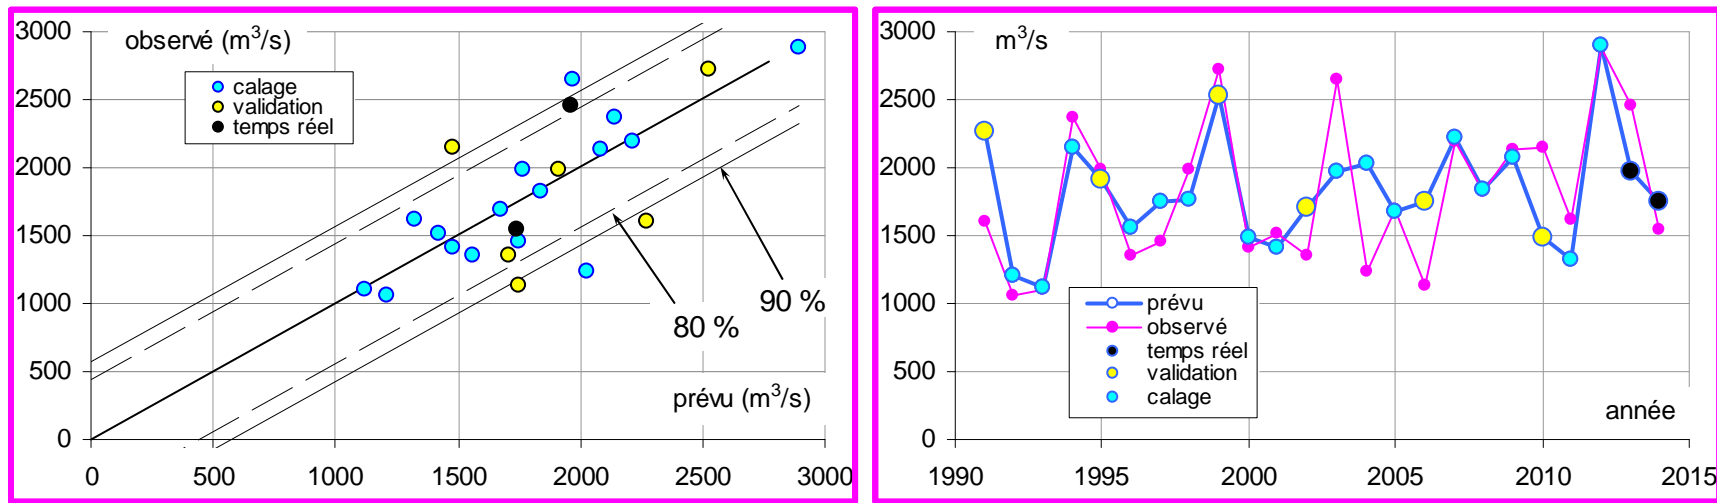 observé (m³/s)
3000
2500
2000
1500
1000
500
0
calage
validation
temps réel
90 %
80 %
prévu (m³/s)
0 500 1000 1500 2000 2500 3000
m³/s
3000
2500
2000
1500
1000
500
0
prévu
observé
temps réel
validation
calage
année
1990 1995 2000 2005 2010 2015